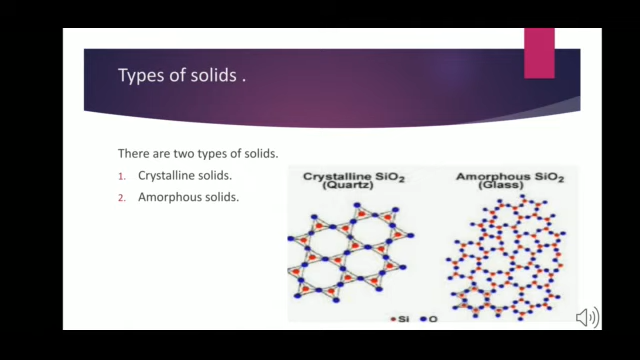 Types of solids .
There are two types of solids.
1. Crystalline solids.
2. Amorphous solids.
Crystalline SiO2
(Quartz)
Amorphous SiO2
(Glass)
Si O